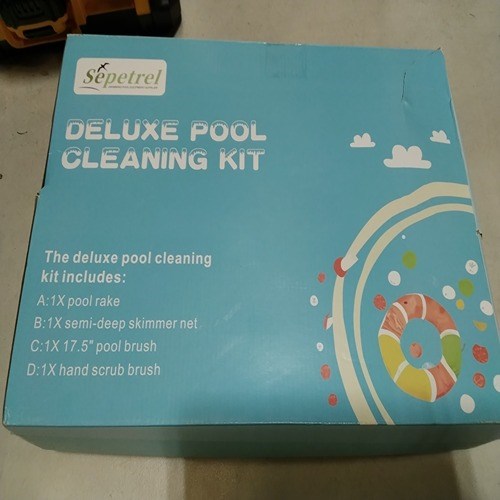 Sepetrel
DELUXE POOL
CLEANING KIT
The deluxe pool cleaning
kit includes:
A:1X pool rake
B:1X semi-deep skimmer net
C:1X 17.5" pool brush
D:1X hand scrub brush